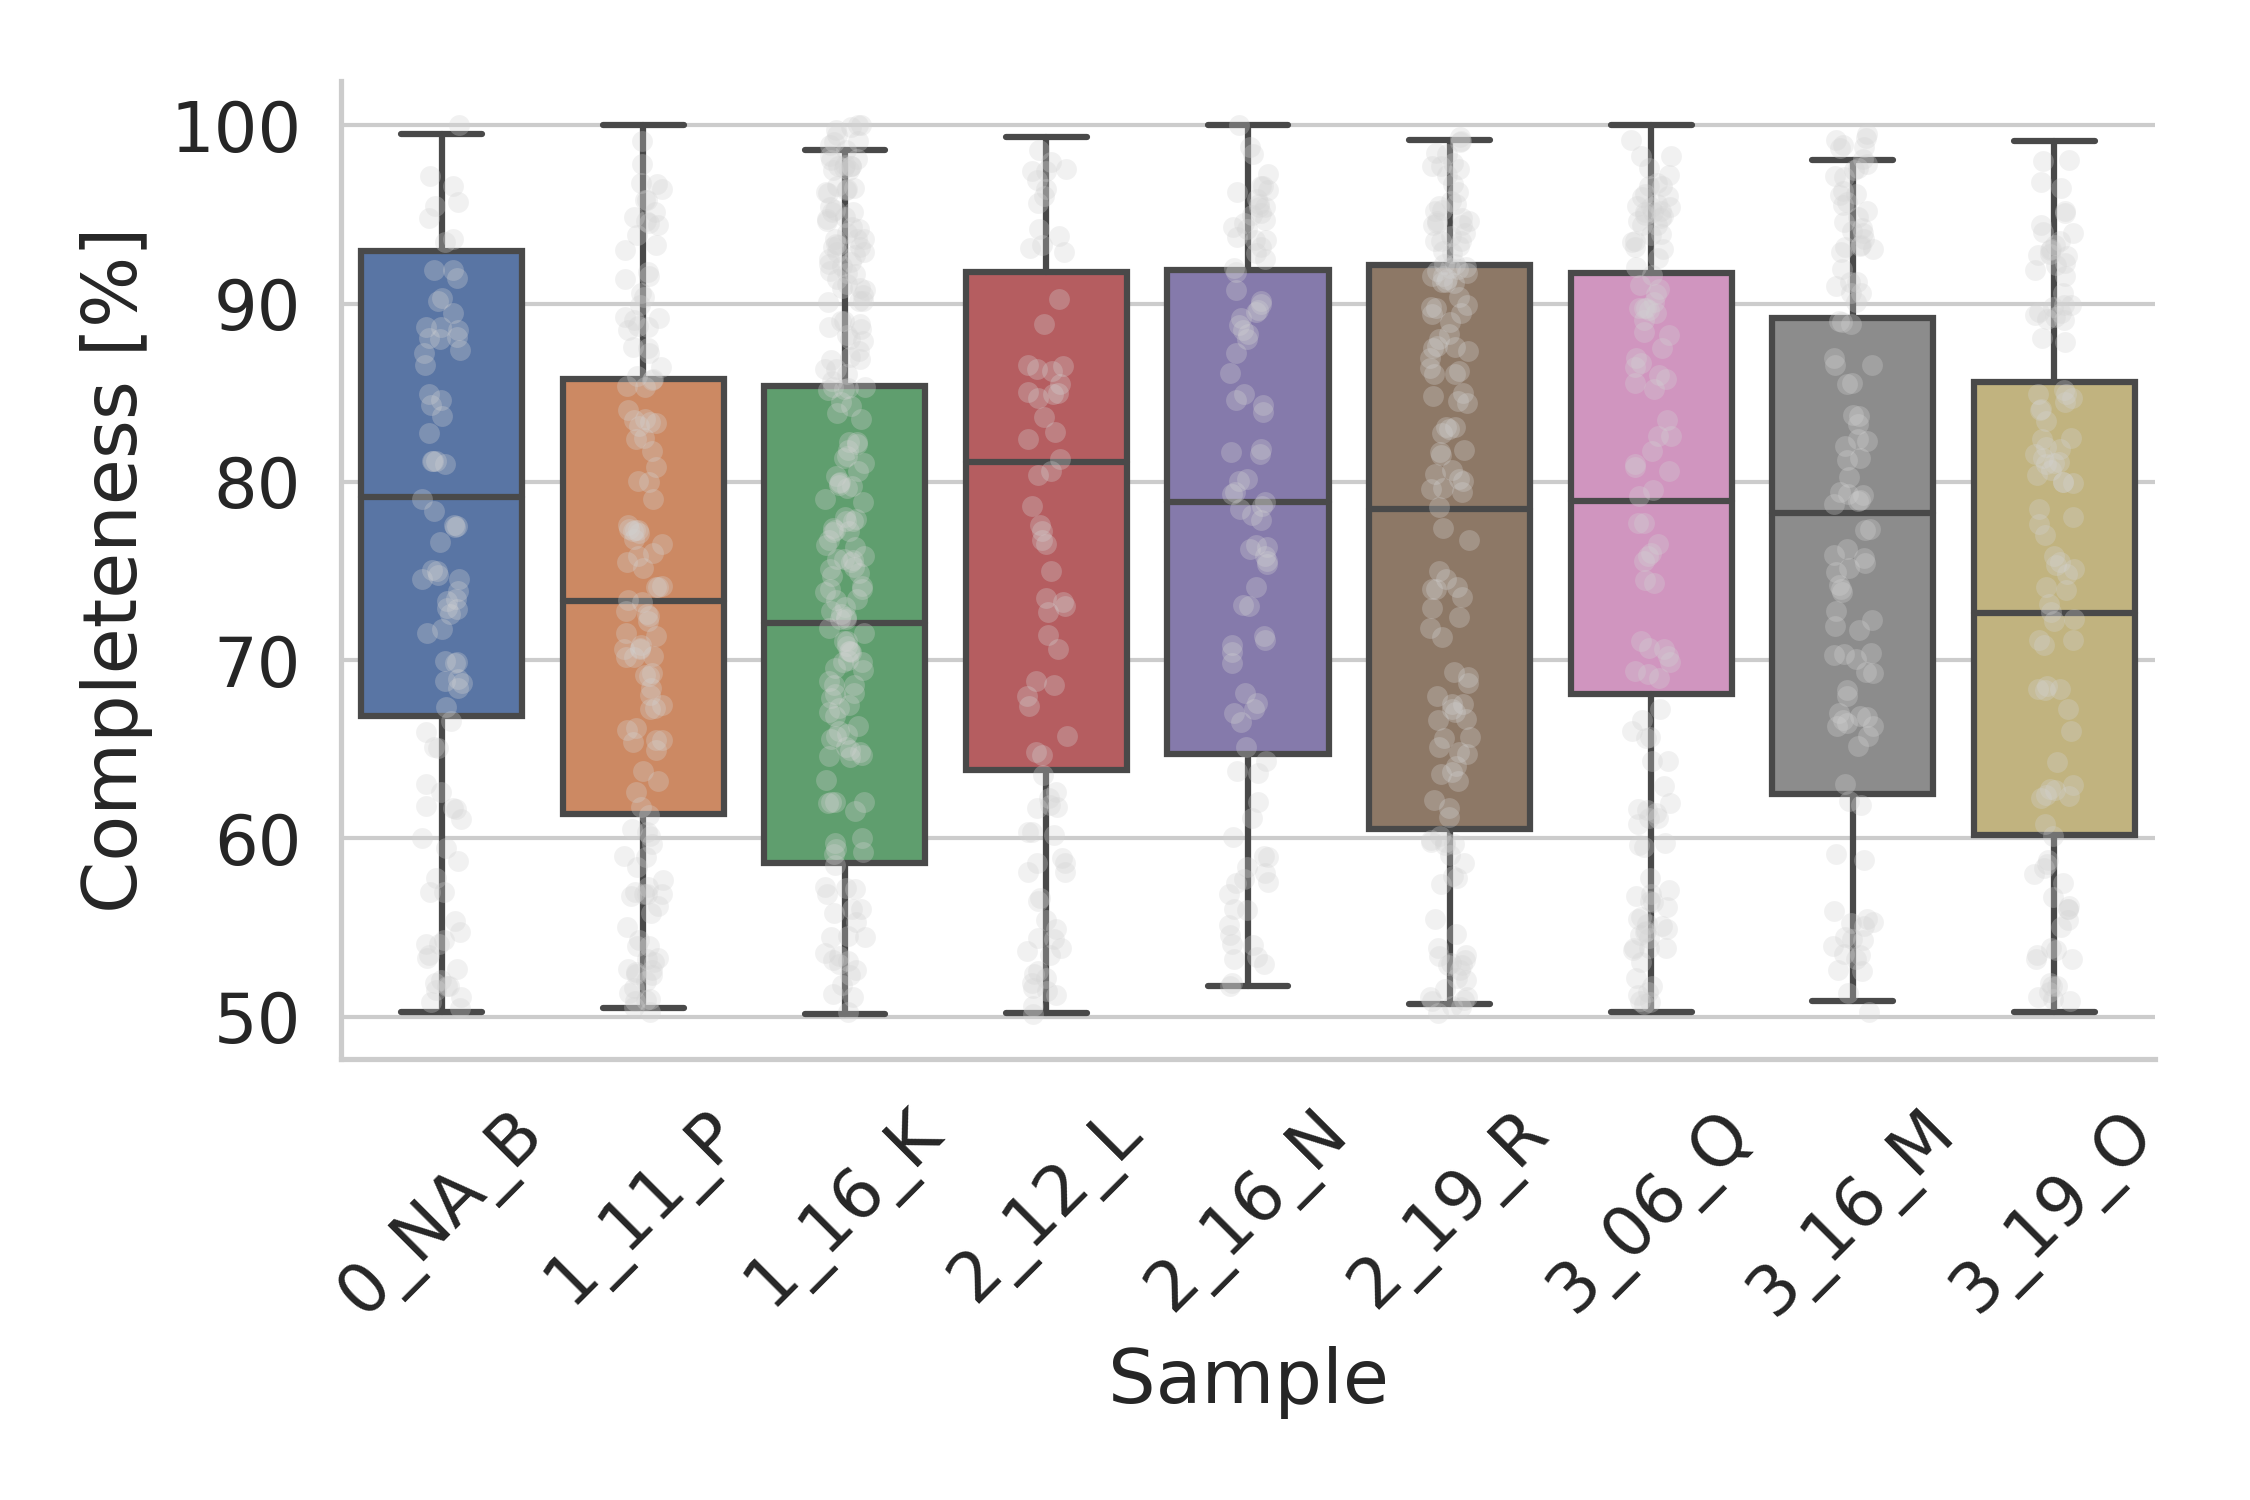 Completeness [%]
100
90
80
70
60
50
0_NA_B
1_11_P
1_16_K
2_12_L
2_16_N
2_19_R
3_06_Q
3_16_M
3_19_O
Sample